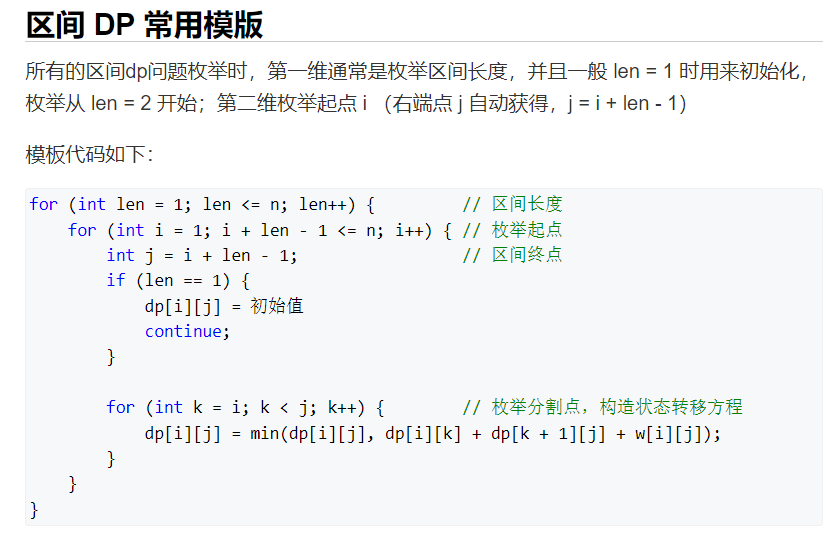 区间 DP 常用模版
所有的区间dp问题枚举时，第一维通常是枚举区间长度，并且一般 len = 1 时用来初始化，
枚举从 len = 2 开始；第二维枚举起点 i （右端点 j 自动获得，j = i + len - 1）
模板代码如下：
for (int len = 1; len <= n; len++) {         // 区间长度
    for (int i = 1; i + len - 1 <= n; i++) { // 枚举起点
        int j = i + len - 1;                 // 区间终点
        if (len == 1) {
            dp[i][j] = 初始值
            continue;
        }
        for (int k = i; k < j; k++) {        // 枚举分割点，构造状态转移方程
            dp[i][j] = min(dp[i][j], dp[i][k] + dp[k + 1][j] + w[i][j]);
        }
    }
}